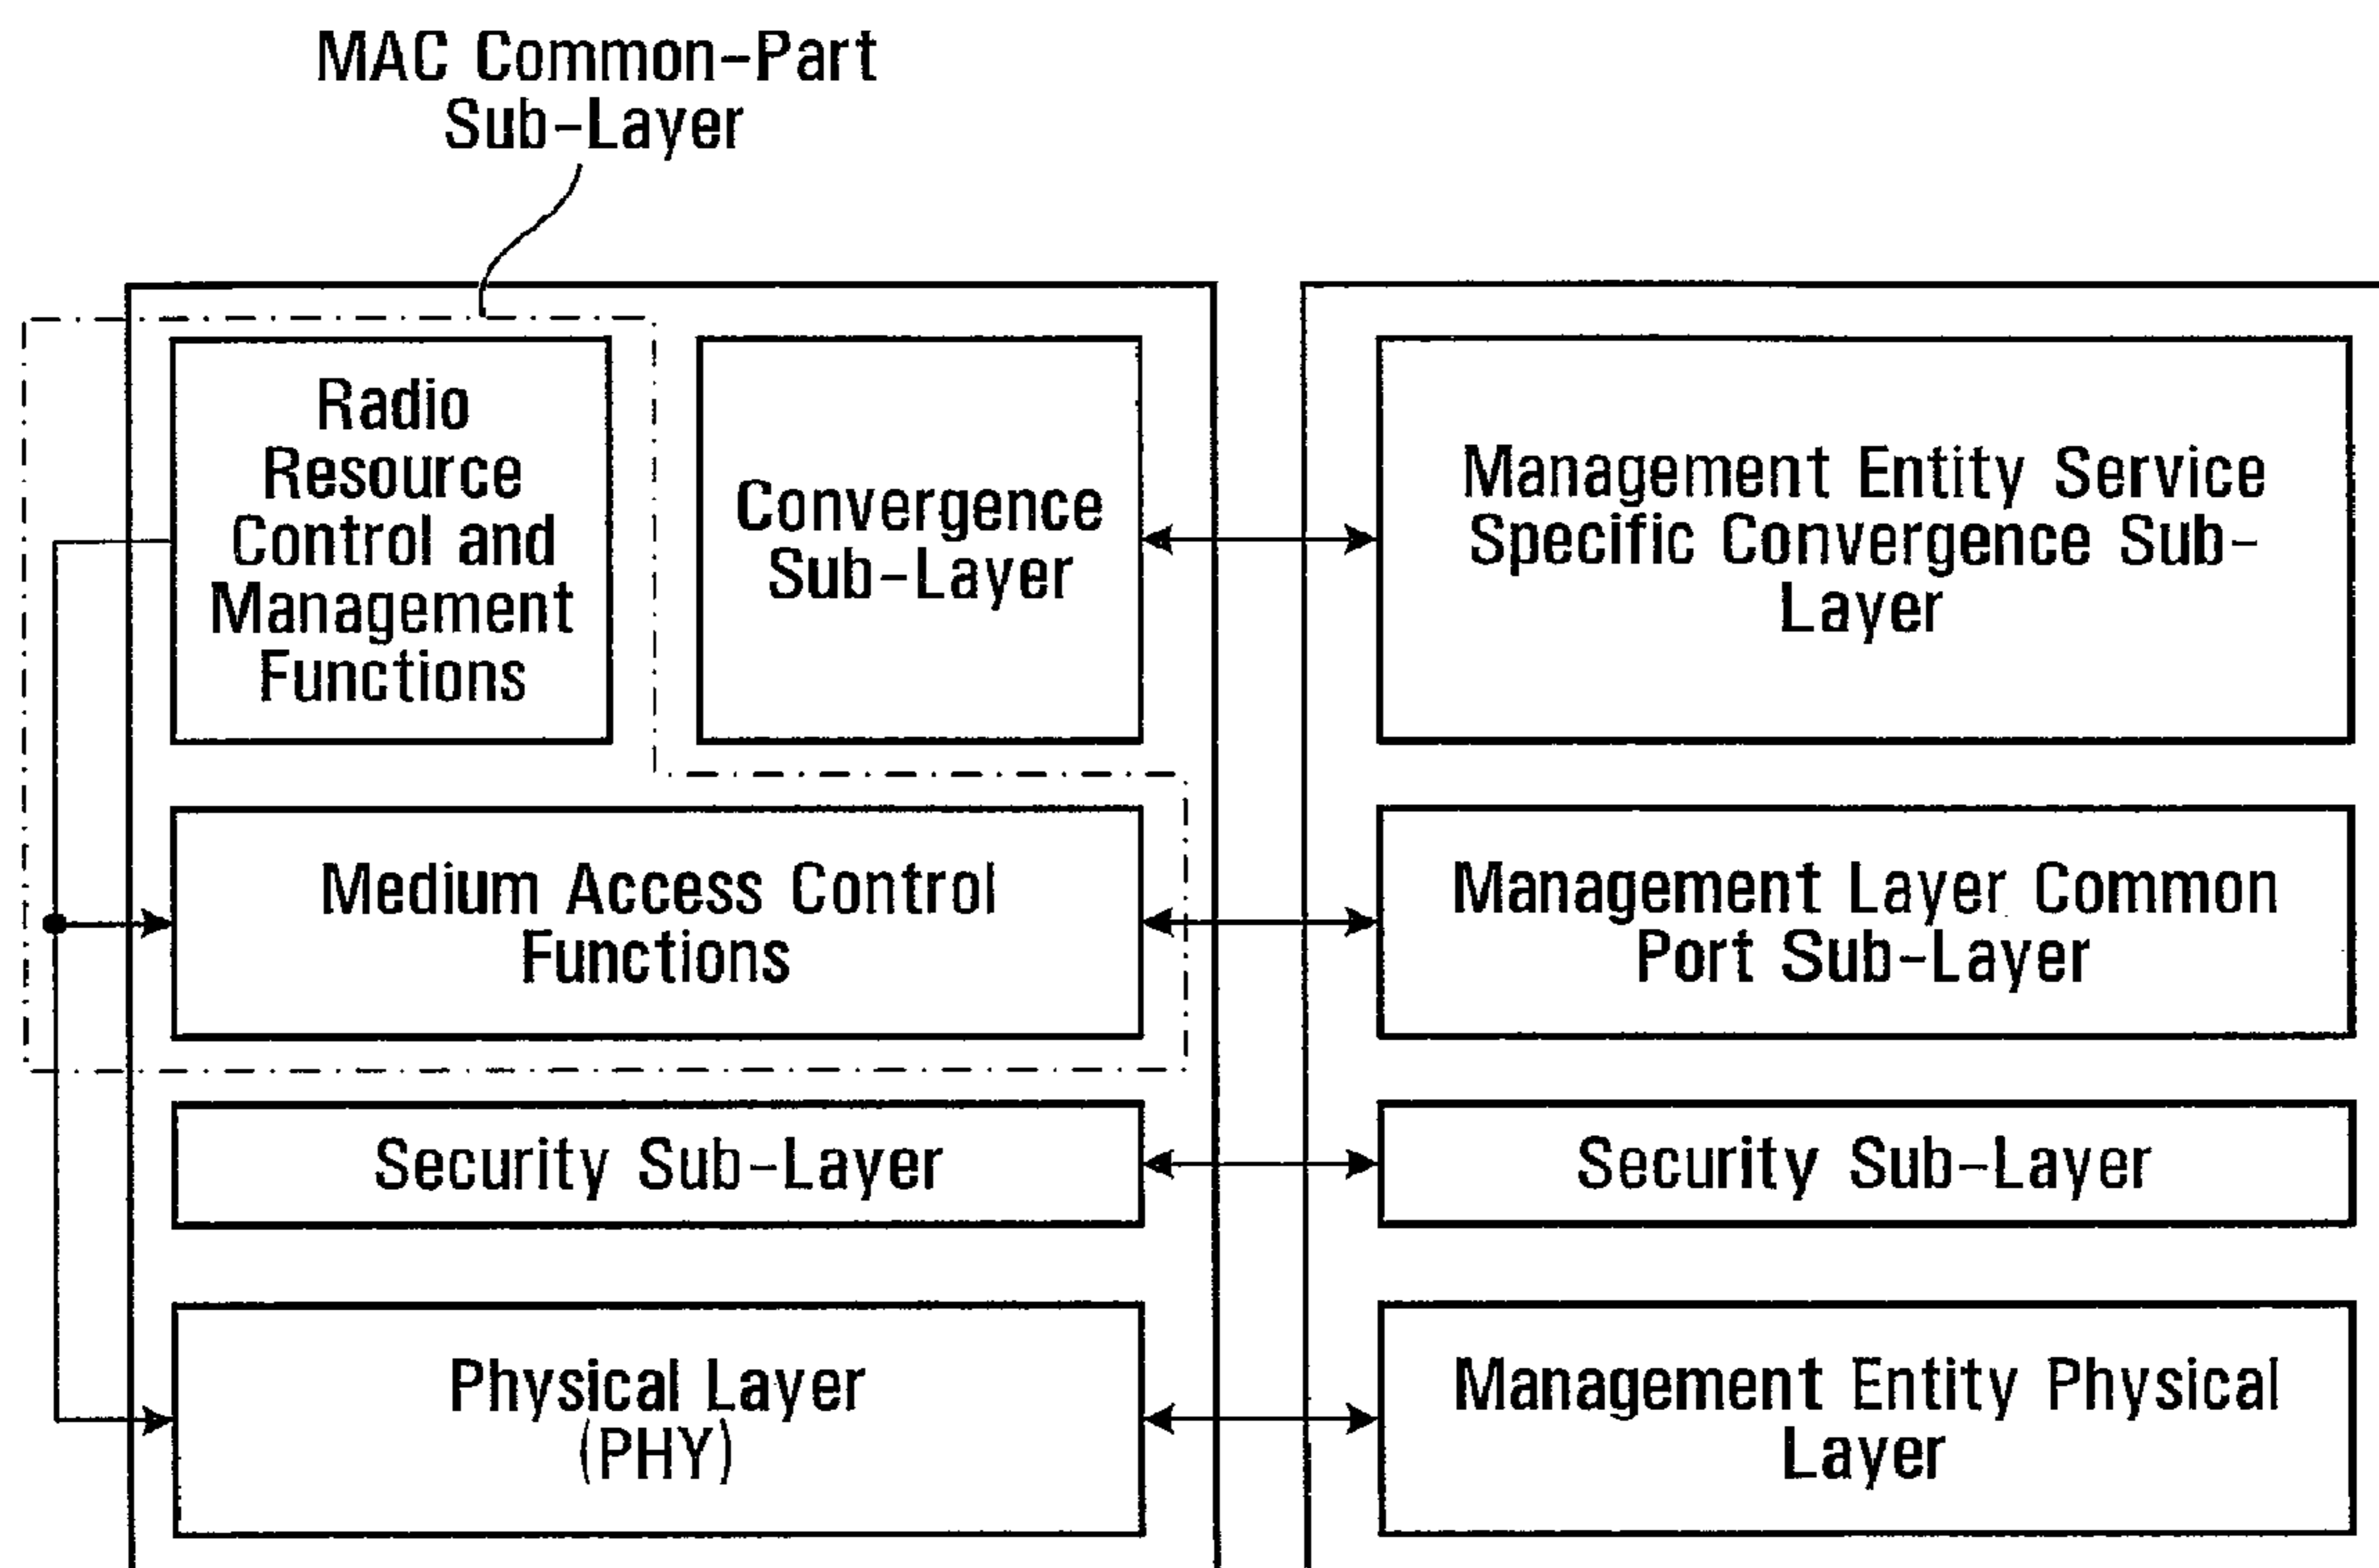 MAC Common-Part
Sub-Layer
Radio
Resource
Control and
Management
Functions
Convergence
Sub-Layer
Management Entity Service
Specific Convergence Sub-
Layer
Medium Access Control
Functions
Management Layer Common
Port Sub-Layer
Security Sub-Layer
Security Sub-Layer
Physical Layer
(PHY)
Management Entity Physical
Layer